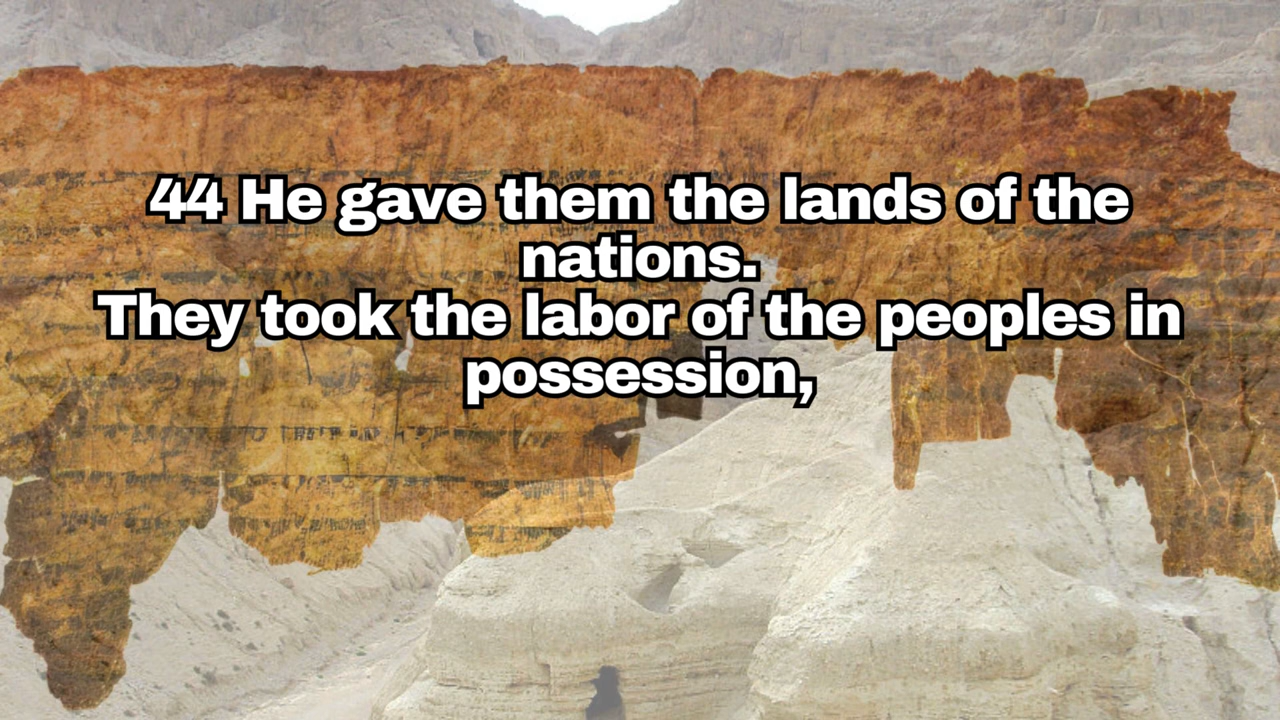 44 He gave them the lands of the
nations.
They took the labor of the peoples in
possession,